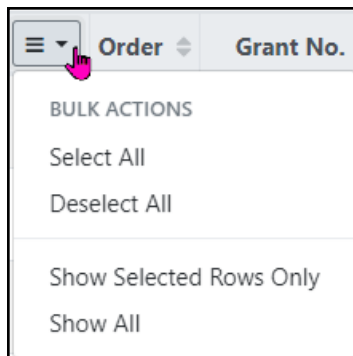 Order Grant No.
BULK ACTIONS
Select All
Deselect All
Show Selected Rows Only
Show All